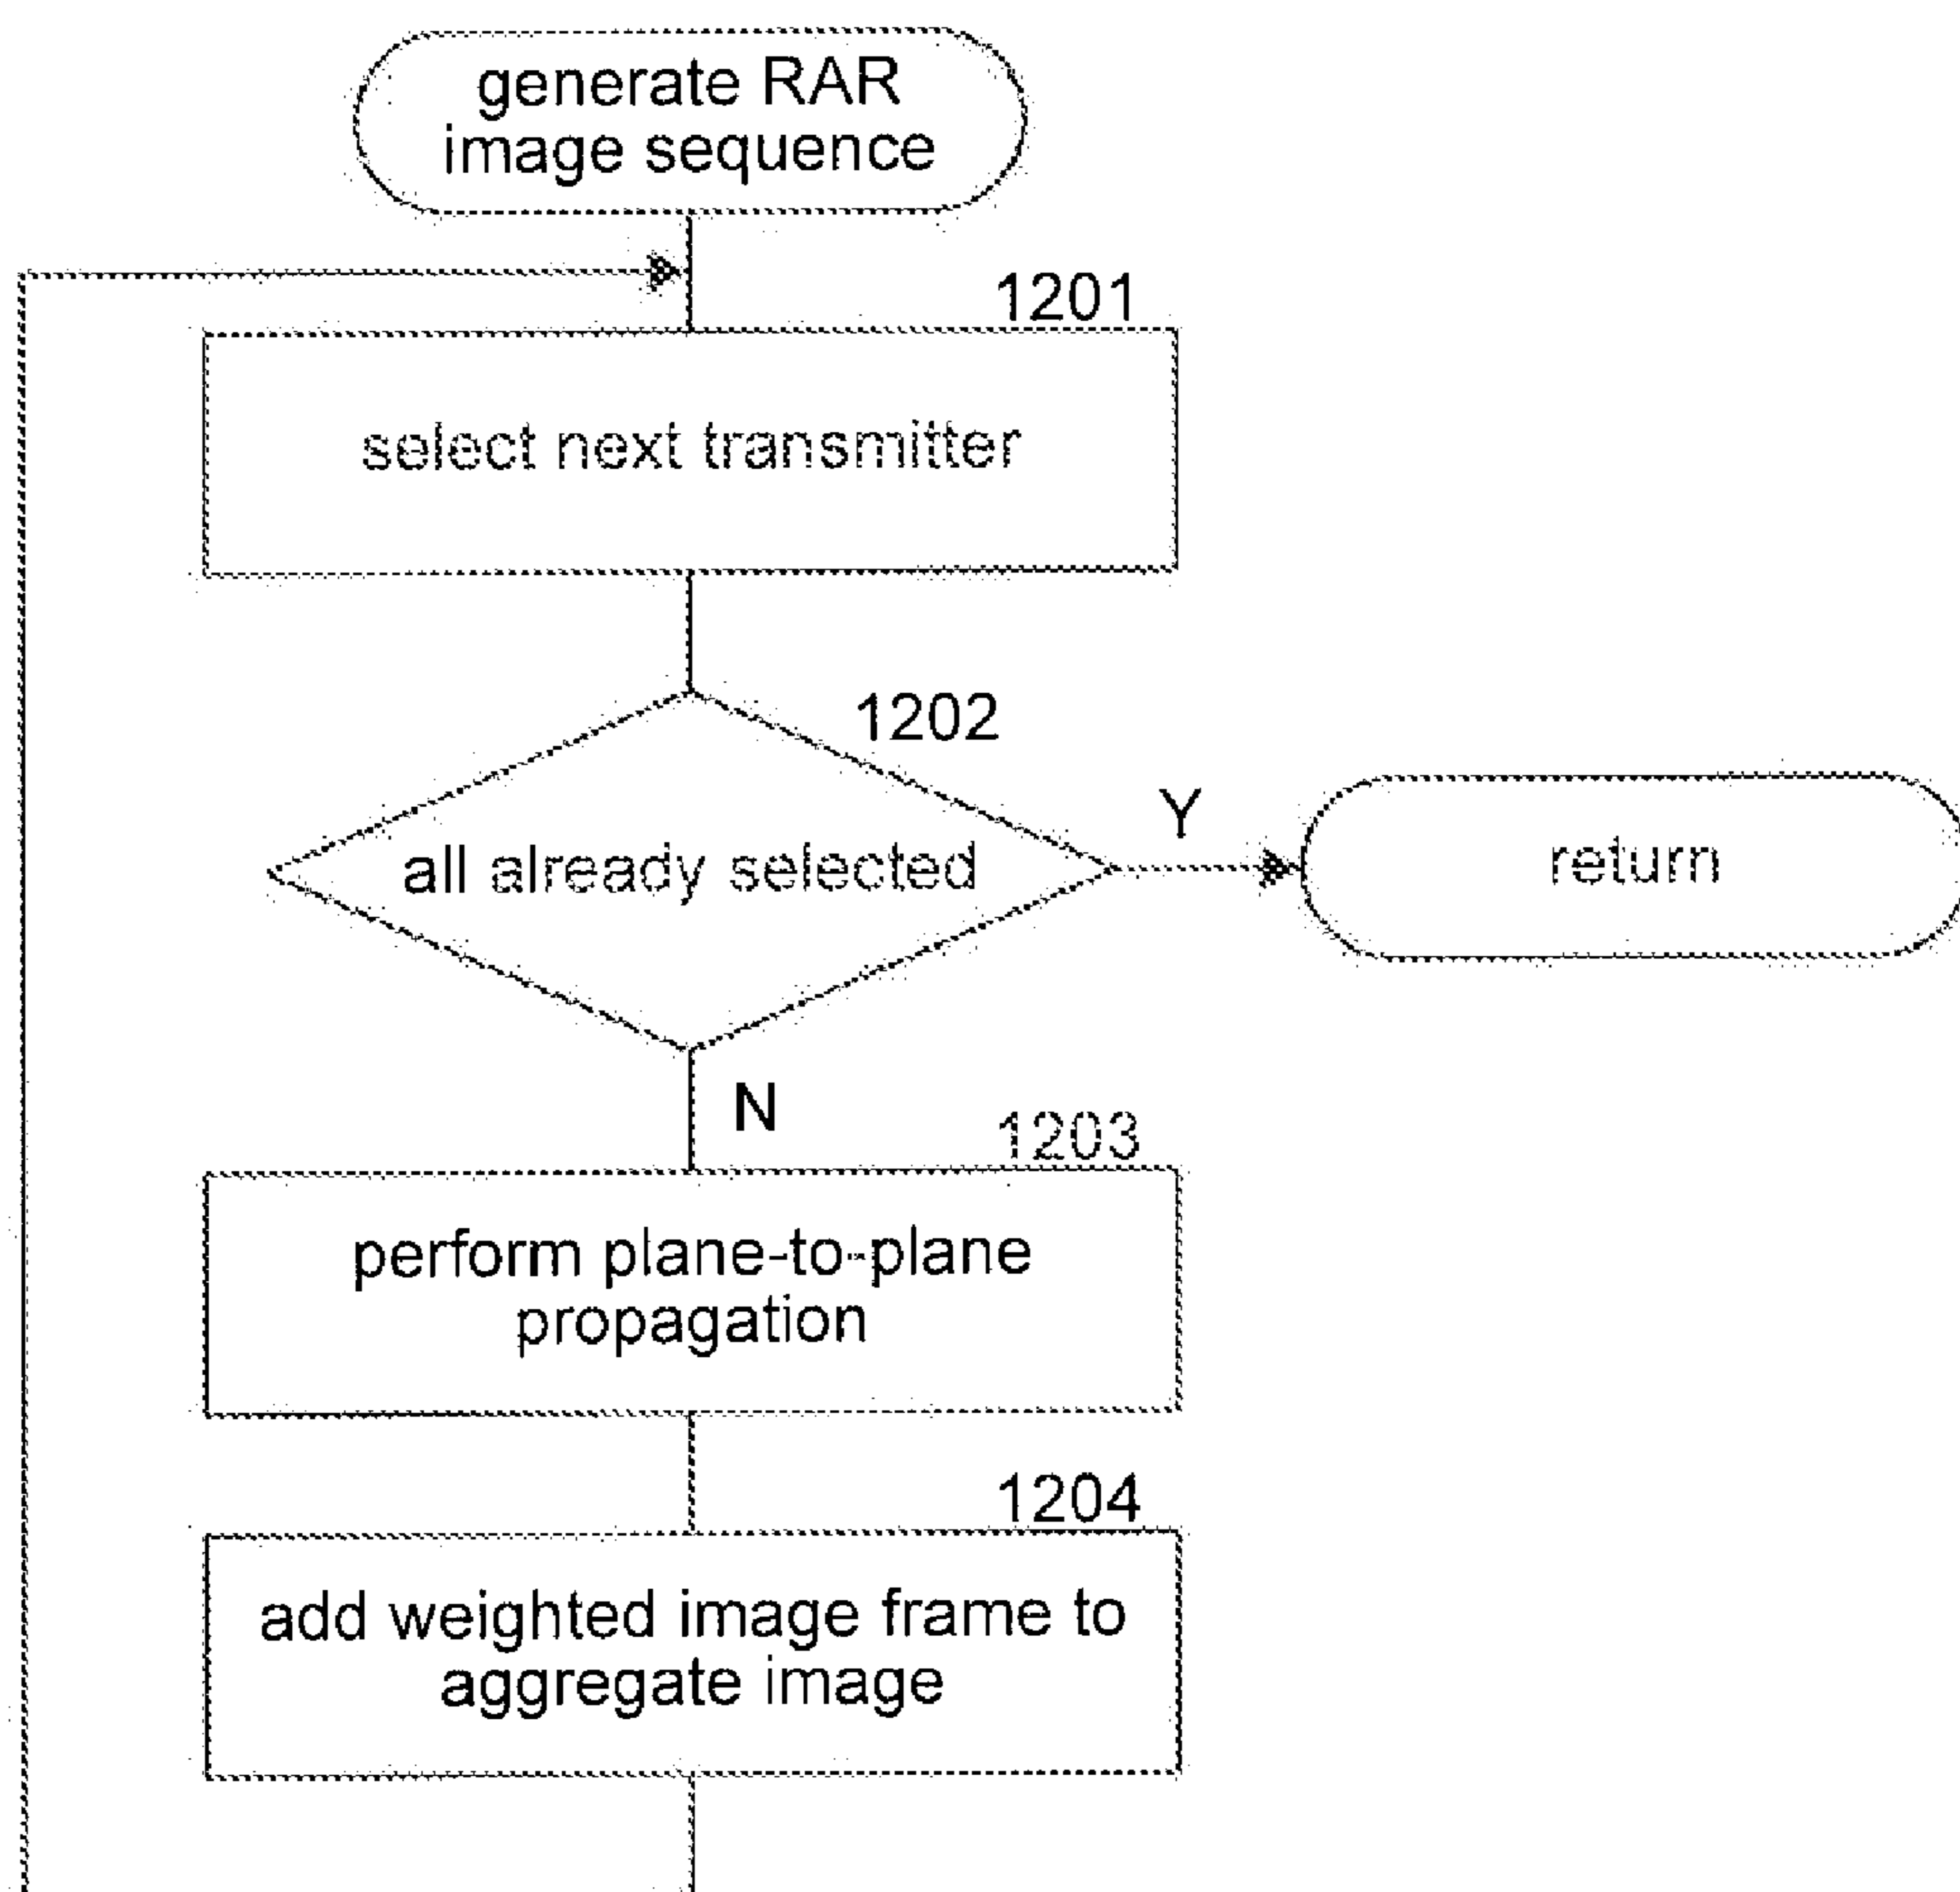 generate RAR
image sequence
1201
select next transmitter
1202
all already selected
Y
return
N
1203
perform plane-to-plane
propagation
1204
add weighted image frame to
aggregate image